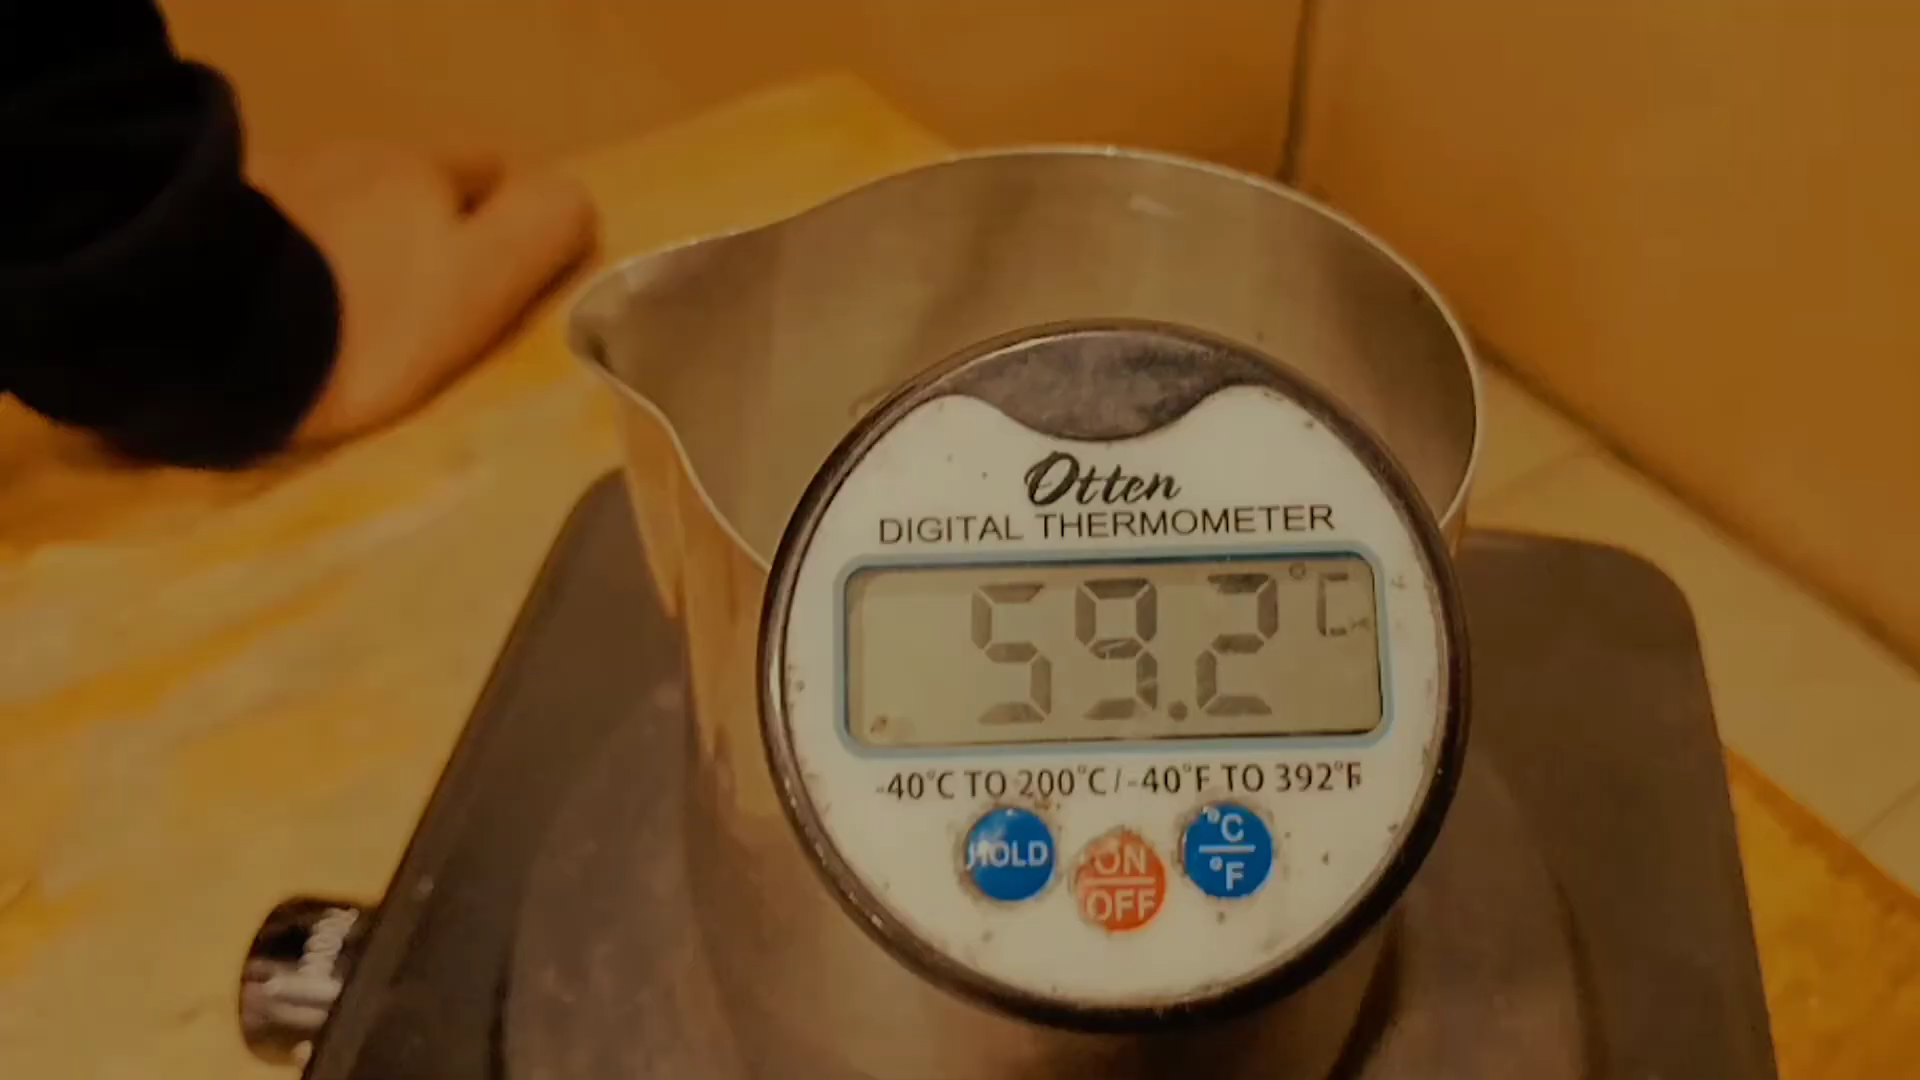 Otten
DIGITAL THERMOMETER
59.2°C
-40°C TO 200°C/-40°F TO 392°F
HOLD
ON
OFF
°C
°F